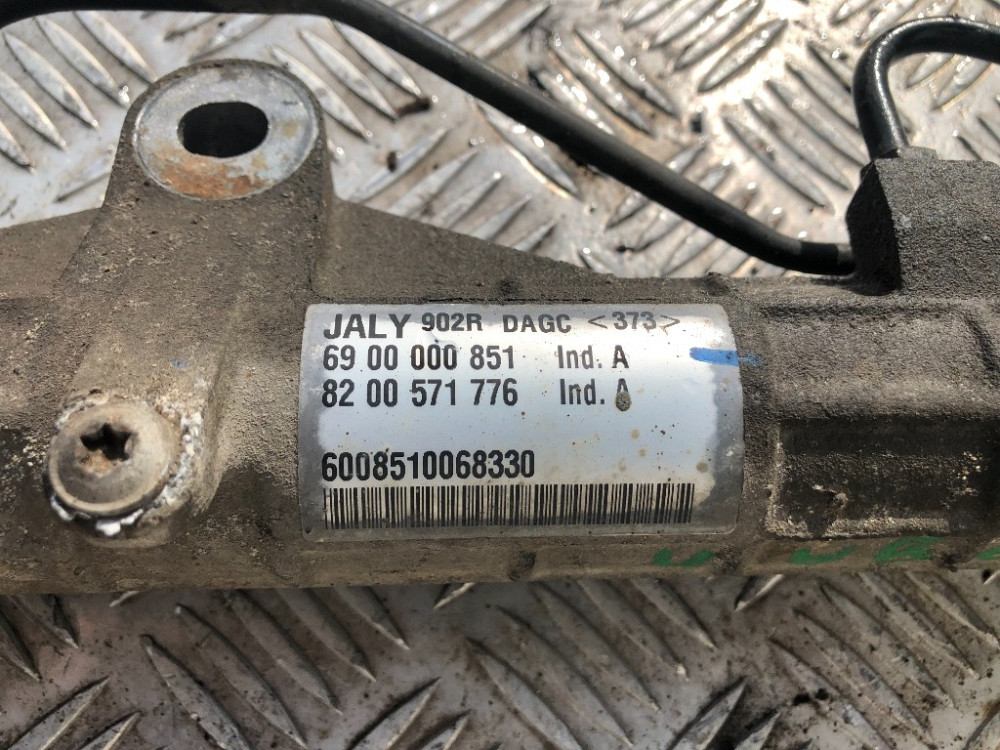 JALY 902R DAGC <373>
69 00 000 851 Ind. A
82 00 571 776 Ind. A
6008510068330